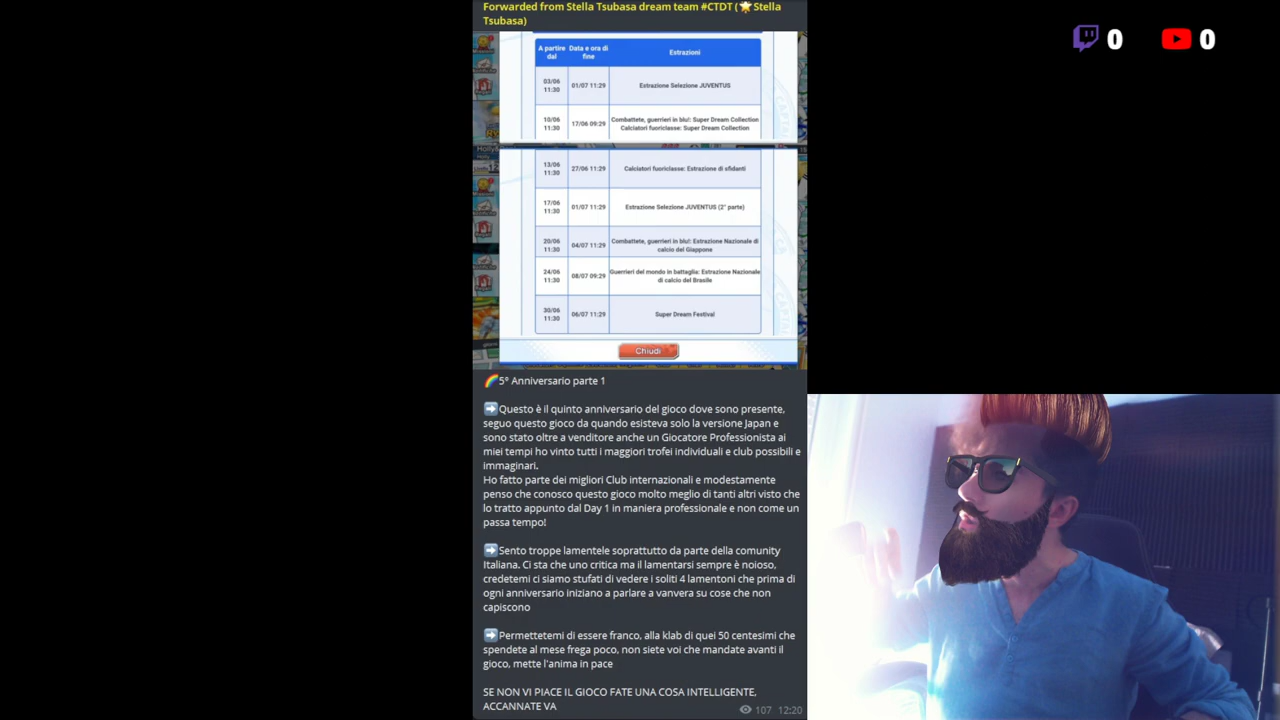 Forwarded from Stella Tsubasa dream team #CTDT (🌟Stella
Tsubasa)
0
0
A partire dal
Data e ora di fine
Estrazioni
03/06 11:30
01/07 11:29
Estrazione Selezione JUVENTUS
10/06 11:30
17/06 09:29
Combattete, guerrieri in blu!: Super Dream Collection
Calciatori fuoriclasse: Super Dream Collection
13/06 11:30
27/06 11:29
Calciatori fuoriclasse: Estrazione di sfidanti
17/06 11:30
01/07 11:29
Estrazione Selezione JUVENTUS (2° parte)
20/06 11:30
04/07 11:29
Combattete, guerrieri in blu!: Estrazione Nazionale di
calcio del Giappone
24/06 11:30
08/07 09:29
Guerrieri del mondo in battaglia: Estrazione Nazionale
di calcio del Brasile
30/06 11:30
06/07 11:29
Super Dream Festival
Chiudi
🌈5° Anniversario parte 1
➡️Questo è il quinto anniversario del gioco dove sono presente,
seguo questo gioco da quando esisteva solo la versione Japan e
sono stato oltre a venditore anche un Giocatore Professionista ai
miei tempi ho vinto tutti i maggiori trofei individuali e club possibili e
immaginari.
Ho fatto parte dei migliori Club internazionali e modestamente
penso che conosco questo gioco molto meglio di tanti altri visto che
lo tratto appunto dal Day 1 in maniera professionale e non come un
passa tempo!
➡️Sento troppe lamentele soprattutto da parte della comunity
Italiana. Ci sta che uno critica ma il lamentarsi sempre è noioso,
credetemi ci siamo stufati di vedere i soliti 4 lamentoni che prima di
ogni anniversario iniziano a parlare a vanvera su cose che non
capiscono
➡️Permettetemi di essere franco, alla klab di quei 50 centesimi che
spendete al mese frega poco, non siete voi che mandate avanti il
gioco, mette l'anima in pace
SE NON VI PIACE IL GIOCO FATE UNA COSA INTELLIGENTE,
ACCANNATE VA
107 12:20